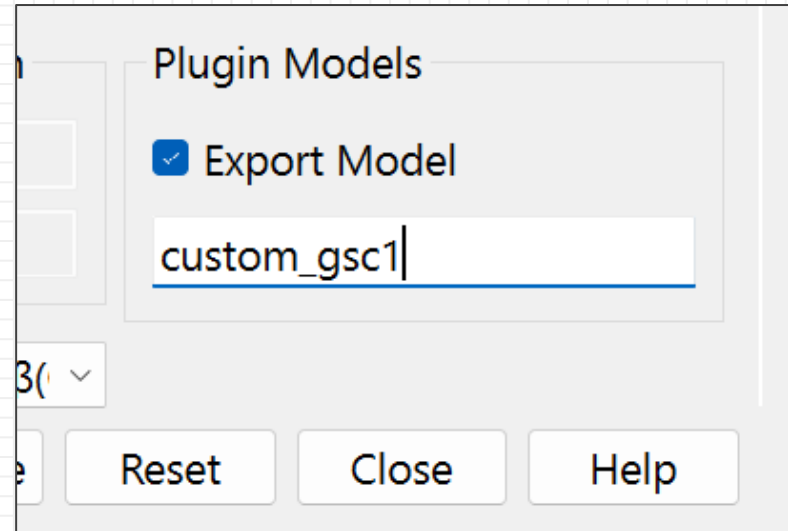 Plugin Models
Export Model
custom_gsc1
Reset
Close
Help